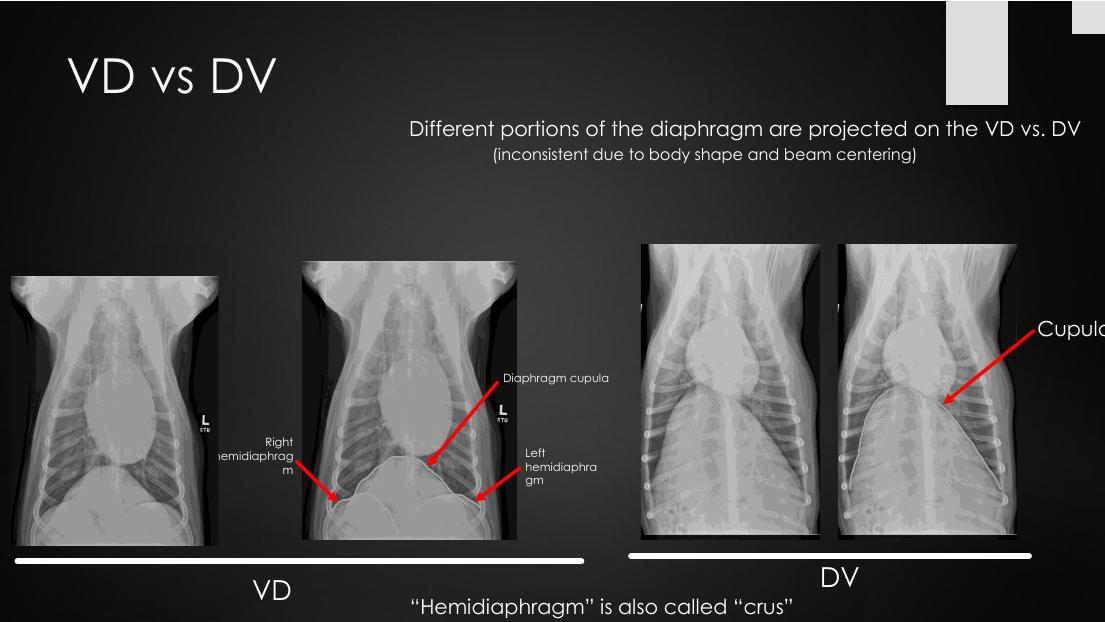 VD vs DV
Different portions of the diaphragm are projected on the VD vs. DV
(inconsistent due to body shape and beam centering)
Diaphragm cupula
Right
hemidiaphrag
m
Left
hemidiaphra
gm
L
Cupula
VD
DV
“Hemidiaphragm” is also called “crus”